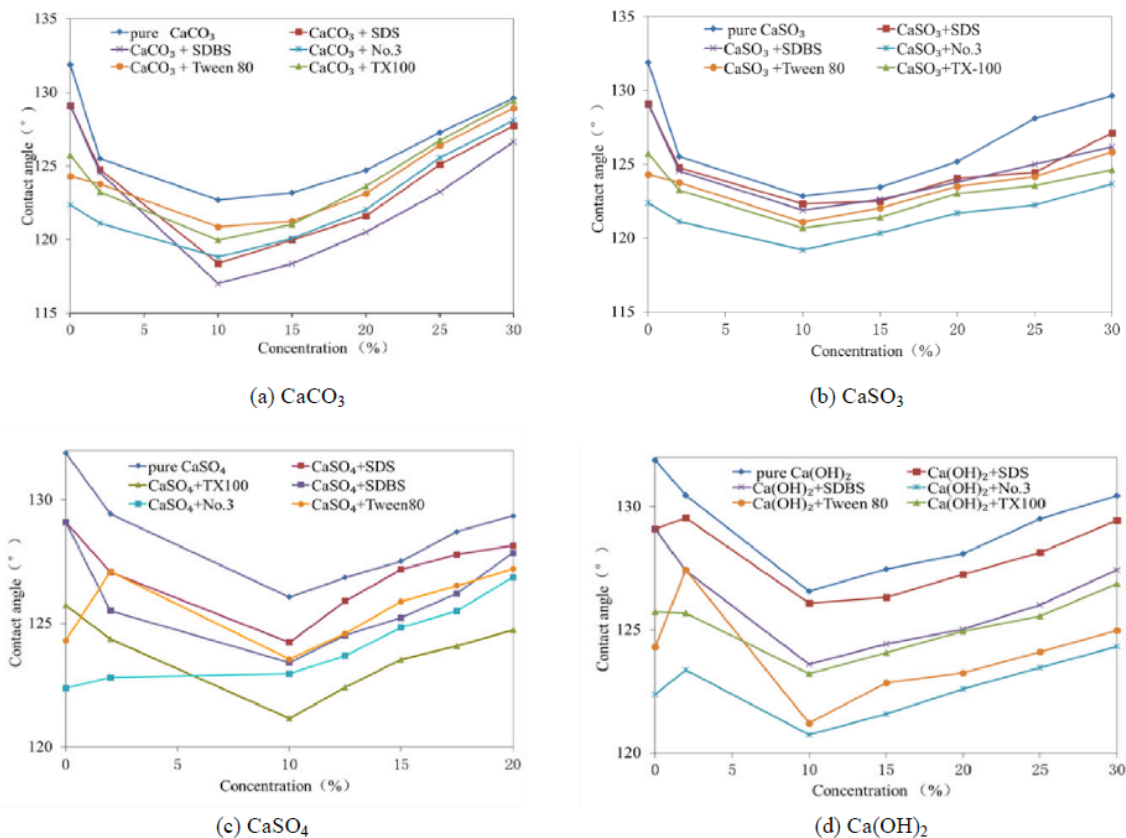 135
130
125
120
115
Contact angle（°）
pure CaCO₃
CaCO₃ + SDS
CaCO₃ + SDBS
CaCO₃ + No.3
CaCO₃ + Tween 80
CaCO₃ + TX100
0 5 10 15 20 25 30
Concentration（%）
(a) CaCO₃
135
130
125
120
115
Contact angle（°）
pure CaSO₃
CaSO₃+SDS
CaSO₃ +SDBS
CaSO₃+No.3
CaSO₃ +Tween 80
CaSO₃+TX-100
0 5 10 15 20 25 30
Concentration（%）
(b) CaSO₃
130
125
120
Contact angle（°）
pure CaSO₄
CaSO₄+SDS
CaSO₄+TX100
CaSO₄+SDBS
CaSO₄+No.3
CaSO₄+Tween80
0 5 10 15 20
Concentration（%）
(c) CaSO₄
130
125
120
Contact angle（°）
pure Ca(OH)₂
Ca(OH)₂+SDS
Ca(OH)₂+SDBS
Ca(OH)₂+No.3
Ca(OH)₂+Tween 80
Ca(OH)₂+TX100
0 5 10 15 20 25 30
Concentration（%）
(d) Ca(OH)₂